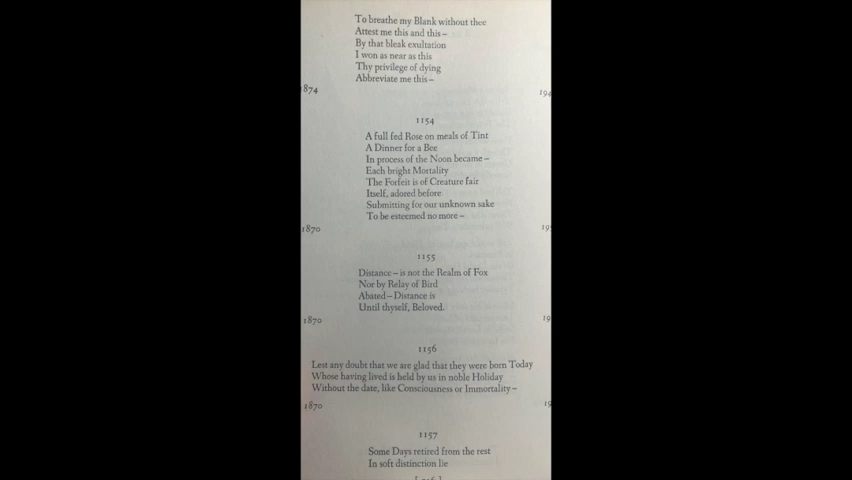 To breathe my Blank without thee
Attest me this and this –
By that bleak exultation
I won as near as this
Thy privilege of dying
Abbreviate me this –
1874
194
1154
A full fed Rose on meals of Tint
A Dinner for a Bee
In process of the Noon became –
Each bright Mortality
The Forfeit is of Creature fair
Itself, adored before
Submitting for our unknown sake
To be esteemed no more –
1870
19
1155
Distance – is not the Realm of Fox
Nor by Relay of Bird
Abated – Distance is
Until thyself, Beloved.
1870
19
1156
Lest any doubt that we are glad that they were born Today
Whose having lived is held by us in noble Holiday
Without the date, like Consciousness or Immortality –
1870
19
1157
Some Days retired from the rest
In soft distinction lie